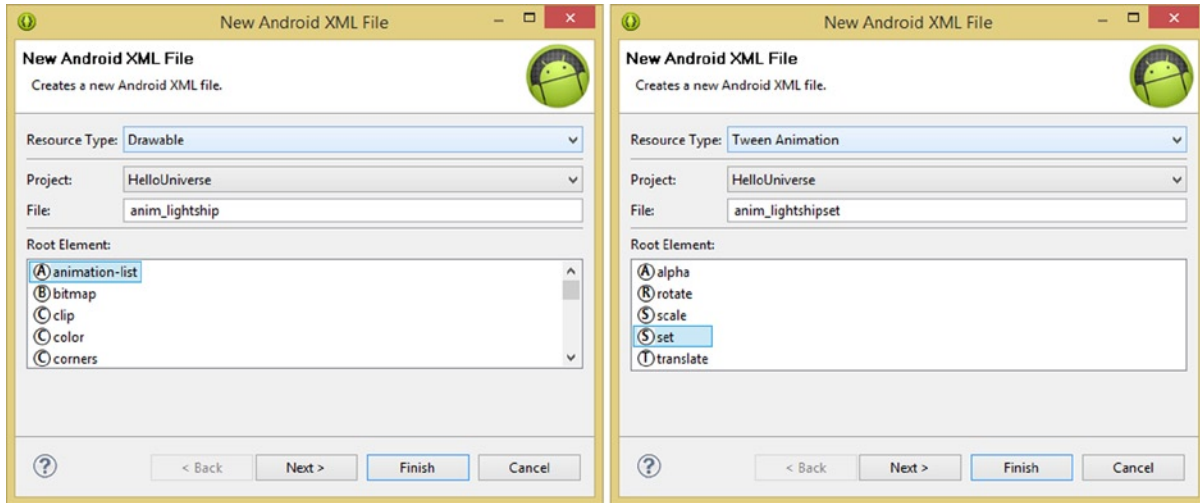 New Android XML File
New Android XML File
Creates a new Android XML file.
Resource Type: Drawable
Project: HelloUniverse
File: anim_lightship
Root Element:
A animation-list
B bitmap
C clip
C color
C corners
? < Back Next > Finish Cancel
New Android XML File
New Android XML File
Creates a new Android XML file.
Resource Type: Tween Animation
Project: HelloUniverse
File: anim_lightshipset
Root Element:
A alpha
R rotate
S scale
S set
T translate
? < Back Next > Finish Cancel